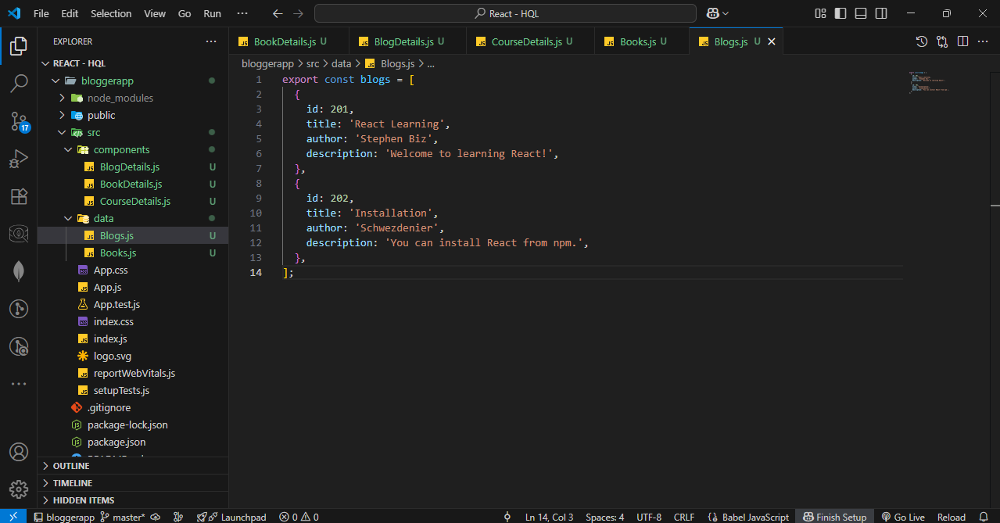 File Edit Selection View Go Run ··· React - HQL
EXPLORER ···
REACT - HQL
bloggerapp
node_modules
public
src
components
BlogDetails.js U
BookDetails.js U
CourseDetails.js U
data
Blogs.js U
Books.js U
App.css
App.js
App.test.js
index.css
index.js
logo.svg
reportWebVitals.js
setupTests.js
.gitignore
package-lock.json
package.json
OUTLINE
TIMELINE
HIDDEN ITEMS
17
BookDetails.js U BlogDetails.js U CourseDetails.js U Books.js U Blogs.js U
bloggerapp > src > data > JS Blogs.js > ...
1 export const blogs = [
2 {
3 id: 201,
4 title: 'React Learning',
5 author: 'Stephen Biz',
6 description: 'Welcome to learning React!',
7 },
8 {
9 id: 202,
10 title: 'Installation',
11 author: 'Schwezdenier',
12 description: 'You can install React from npm.',
13 },
14 ];
bloggerapp master* Launchpad 0 0 Ln 14, Col 3 Spaces: 4 UTF-8 CRLF {} Babel JavaScript Finish Setup Go Live Reload